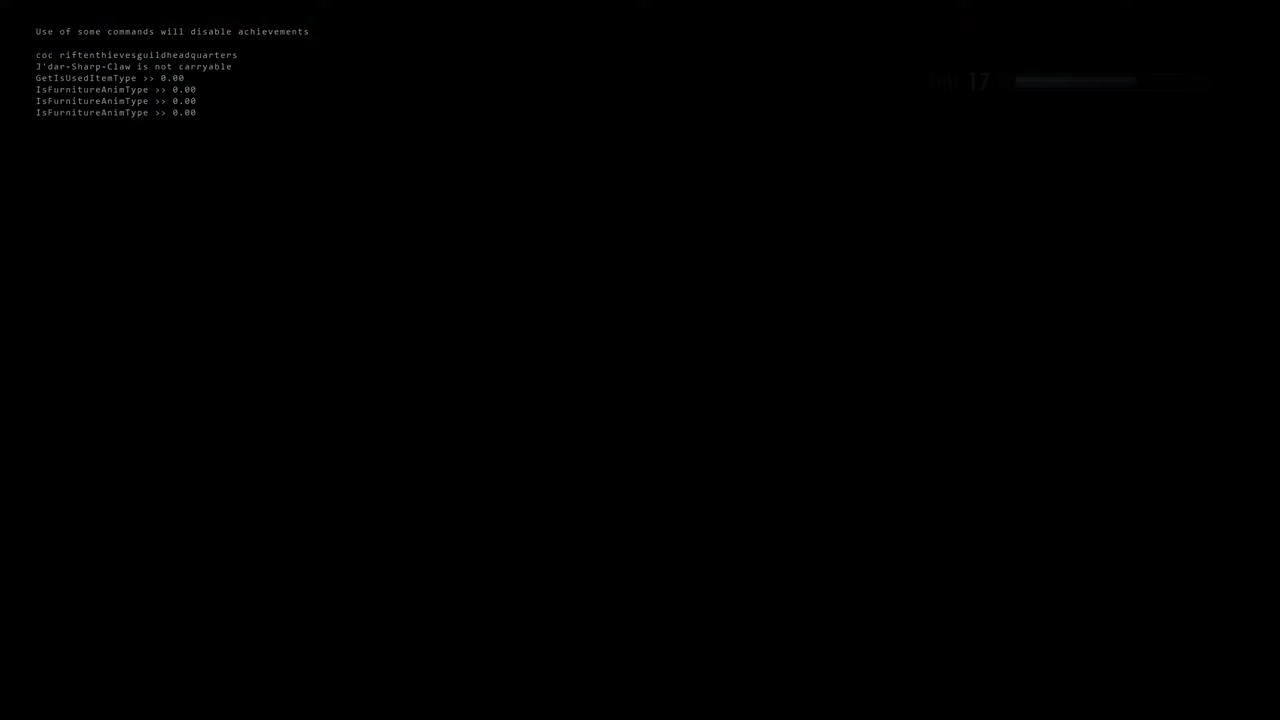 Use of some commands will disable achievements
coc riftenthievesguildheadquarters
J'dar-Sharp-Claw is not carryable
GetIsUsedItemType >> 0.00
IsFurnitureAnimType >> 0.00
IsFurnitureAnimType >> 0.00
IsFurnitureAnimType >> 0.00
17